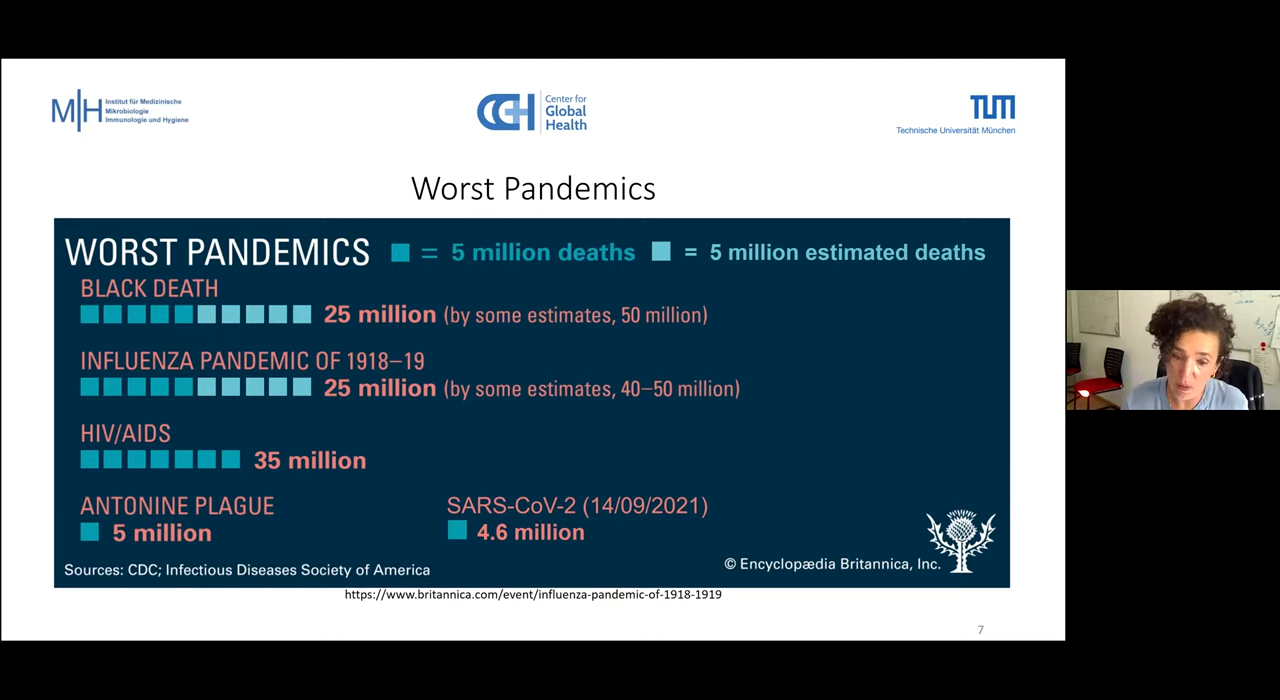 MIH Institut für Medizinische
Mikrobiologie
Immunologie und Hygiene
CGH Center for
Global
Health
TUM
Technische Universität München
Worst Pandemics
WORST PANDEMICS = 5 million deaths = 5 million estimated deaths
BLACK DEATH
25 million (by some estimates, 50 million)
INFLUENZA PANDEMIC OF 1918–19
25 million (by some estimates, 40–50 million)
HIV/AIDS
35 million
ANTONINE PLAGUE
5 million
SARS-CoV-2 (14/09/2021)
4.6 million
Sources: CDC; Infectious Diseases Society of America
© Encyclopædia Britannica, Inc.
https://www.britannica.com/event/influenza-pandemic-of-1918-1919
7